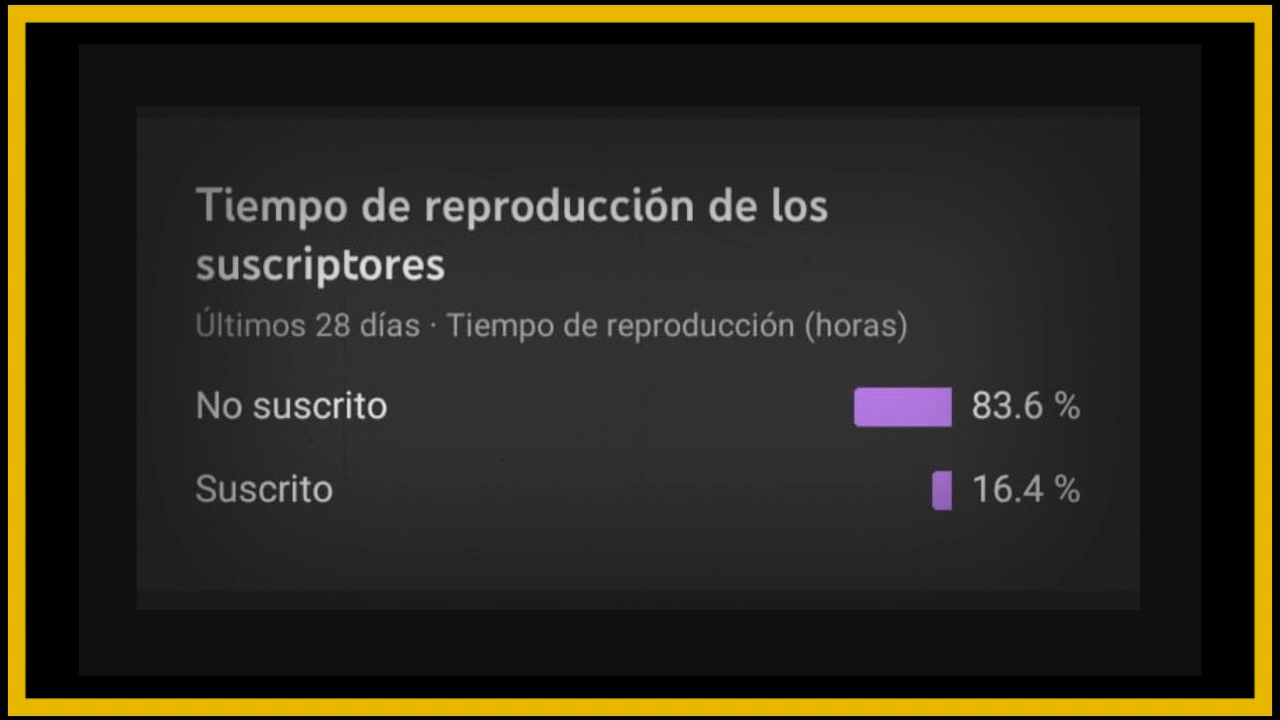 Tiempo de reproducción de los
suscriptores
Últimos 28 días · Tiempo de reproducción (horas)
No suscrito 83.6 %
Suscrito 16.4 %